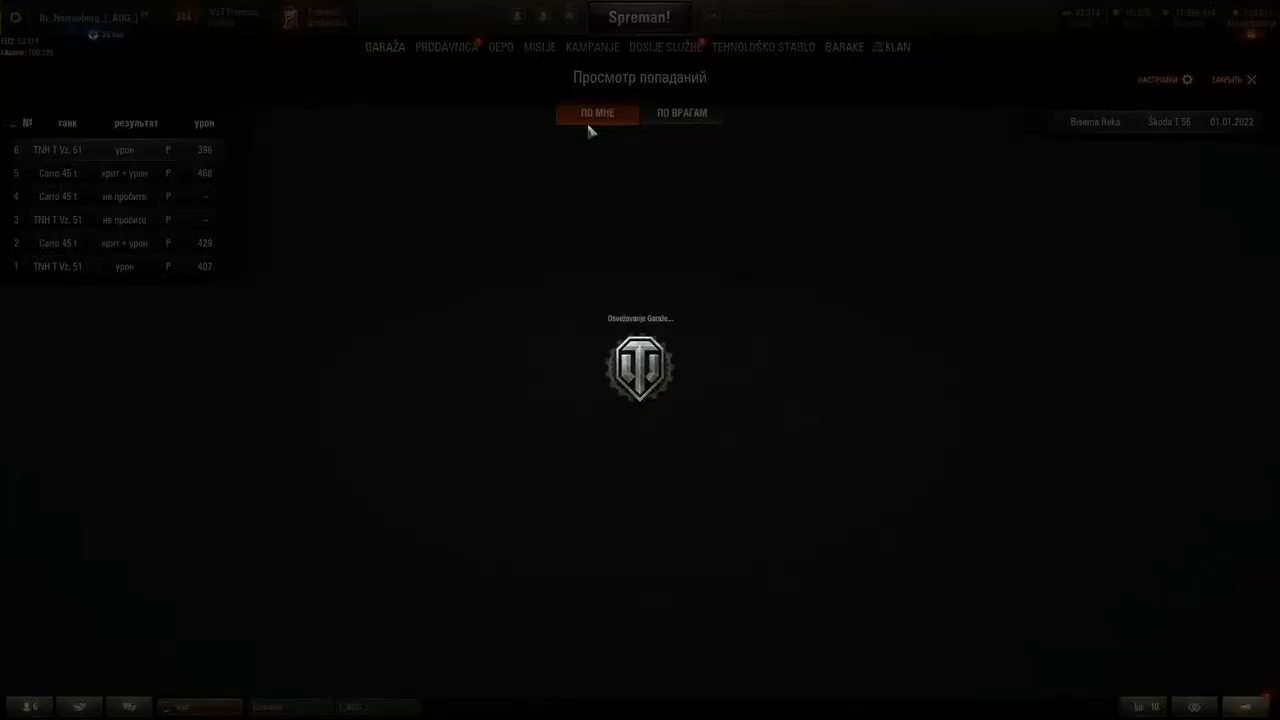 344
Spreman!
GARAŽA PRODAVNICA DEPO MISIJE KAMPANJE DOSIJE SLUŽBE TEHNOLOŠKO STABLO BARAKE KLAN
Просмотр попаданий
НАСТРОЙКИ ЗАКРЫТЬ
ПО МНЕ ПО ВРАГАМ
Biserna Reka Škoda T 56 01.01.2022
№ танк результат урон
6 TNH T Vz. 51 урон Р 396
5 Carro 45 t крит + урон Р 468
4 Carro 45 t не пробито Р --
3 TNH T Vz. 51 не пробито Р --
2 Carro 45 t крит + урон Р 429
1 TNH T Vz. 51 урон Р 407
Osvežavanje Garaže...
6 Vod